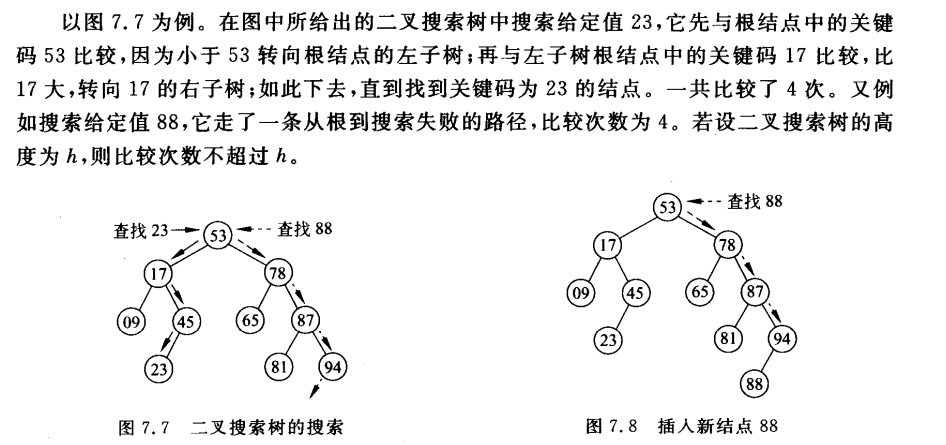 以图 7.7 为例。在图中所给出的二叉搜索树中搜索给定值 23,它先与根结点中的关键
码 53 比较,因为小于 53 转向根结点的左子树;再与左子树根结点中的关键码 17 比较,比
17 大,转向 17 的右子树;如此下去,直到找到关键码为 23 的结点。一共比较了 4 次。又例
如搜索给定值 88,它走了一条从根到搜索失败的路径,比较次数为 4。若设二叉搜索树的高
度为 h,则比较次数不超过 h。
查找 23 53 查找 88
17 78
09 45 65 87
23 81 94
图 7.7 二叉搜索树的搜索
53 查找 88
17 78
09 45 65 87
23 81 94
88
图 7.8 插入新结点 88